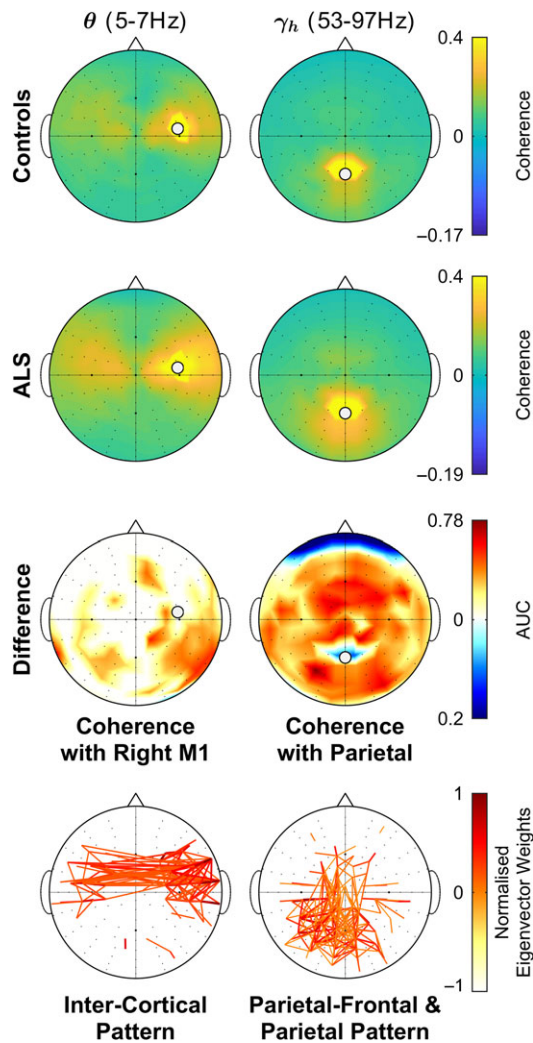 θ (5-7Hz)
γh (53-97Hz)
Controls
0.4
0
–0.17
Coherence
ALS
0.4
0
–0.19
Coherence
Difference
0.78
0
0.2
AUC
Coherence
with Right M1
Coherence
with Parietal
1
0
–1
Normalised
Eigenvector Weights
Inter-Cortical
Pattern
Parietal-Frontal &
Parietal Pattern